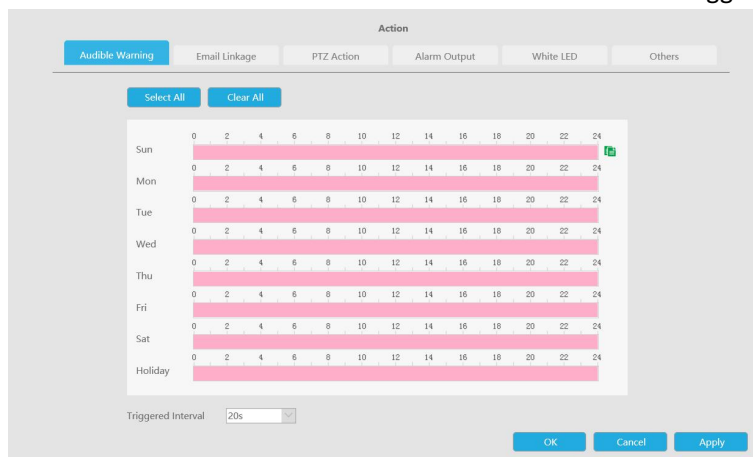 gg
Action
Audible Warning Email Linkage PTZ Action Alarm Output White LED Others
Select All Clear All
0 2 4 6 8 10 12 14 16 18 20 22 24
Sun
0 2 4 6 8 10 12 14 16 18 20 22 24
Mon
0 2 4 6 8 10 12 14 16 18 20 22 24
Tue
0 2 4 6 8 10 12 14 16 18 20 22 24
Wed
0 2 4 6 8 10 12 14 16 18 20 22 24
Thu
0 2 4 6 8 10 12 14 16 18 20 22 24
Fri
0 2 4 6 8 10 12 14 16 18 20 22 24
Sat
0 2 4 6 8 10 12 14 16 18 20 22 24
Holiday
Triggered Interval 20s
OK Cancel Apply